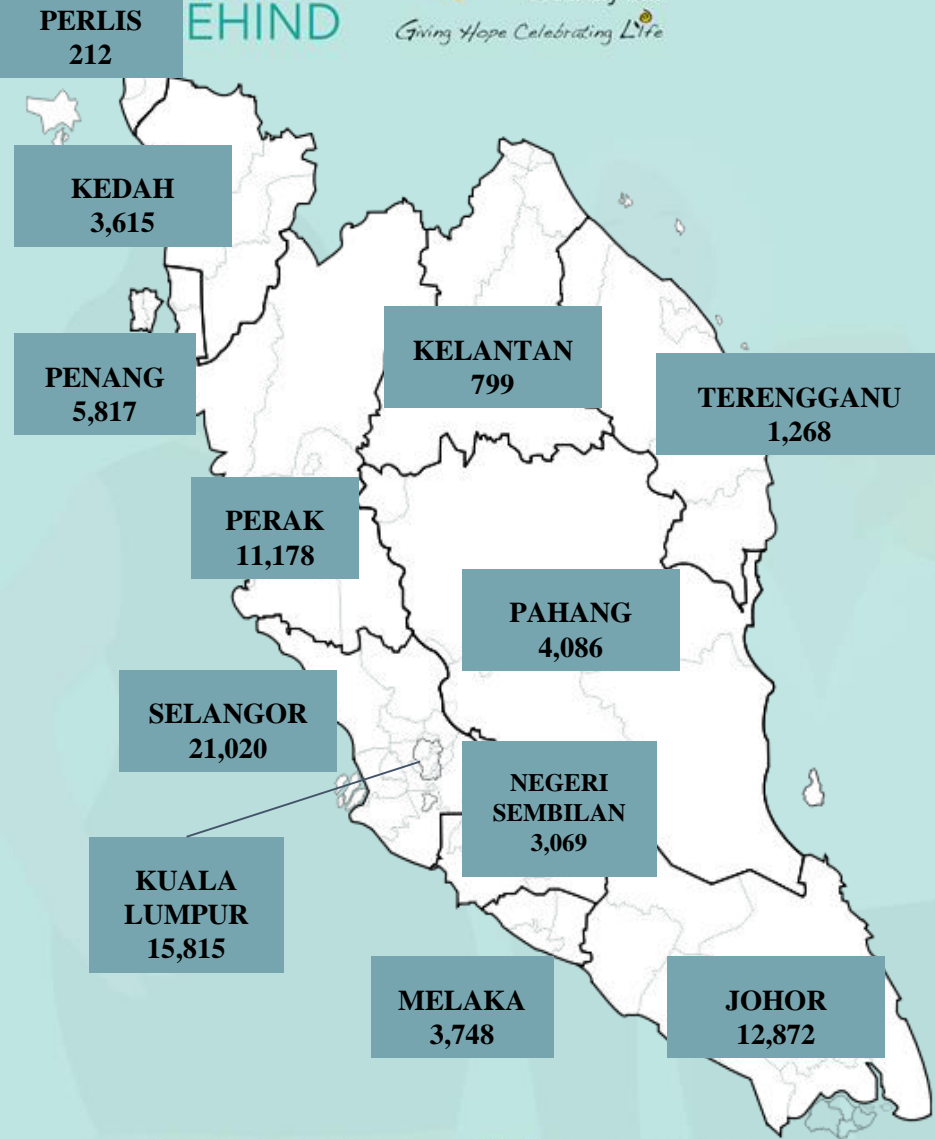 PERLIS
212
EHIND
Giving Hope Celebrating Life
KEDAH
3,615
PENANG
5,817
KELANTAN
799
TERENGGANU
1,268
PERAK
11,178
PAHANG
4,086
SELANGOR
21,020
NEGERI
SEMBILAN
3,069
KUALA
LUMPUR
15,815
MELAKA
3,748
JOHOR
12,872